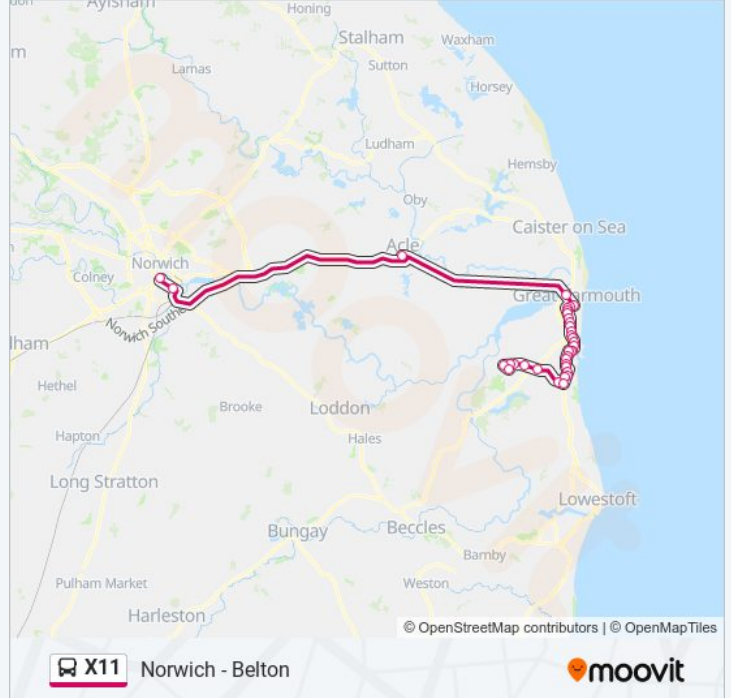 Aylsham
Honing
Stalham
Waxham
on
m
Sutton
Lamas
Horsey
Ludham
Hemsby
Oby
Caister on Sea
h
Acle
Norwich
Colney
Great Yarmouth
Norwich Southe
lham
Hethel
Brooke
Loddon
Hapton
Hales
Long Stratton
Lowestoft
Bungay
Beccles
Barnby
Pulham Market
Weston
Harleston
© OpenStreetMap contributors | © OpenMapTiles
X11 Norwich - Belton
moovit